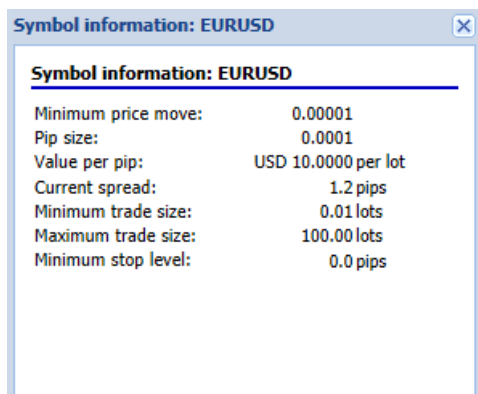 Symbol information: EURUSD
Symbol information: EURUSD
Minimum price move: 0.00001
Pip size: 0.0001
Value per pip: USD 10.0000 per lot
Current spread: 1.2 pips
Minimum trade size: 0.01 lots
Maximum trade size: 100.00 lots
Minimum stop level: 0.0 pips